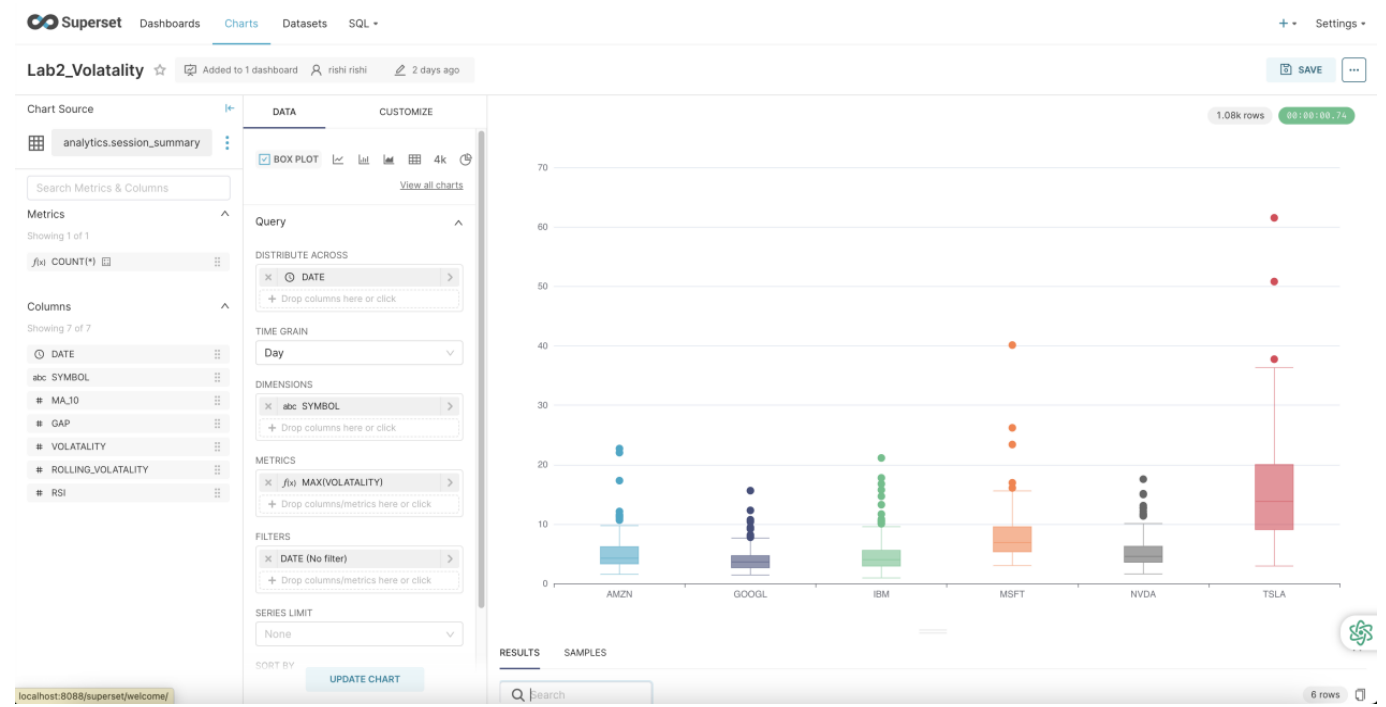 Superset Dashboards Charts Datasets SQL Settings
Lab2_Volatality Added to 1 dashboard rishi rishi 2 days ago SAVE ...
Chart Source
analytics.session_summary
Search Metrics & Columns
Metrics
Showing 1 of 1
f(x) COUNT(*)
Columns
Showing 7 of 7
DATE
abc SYMBOL
# MA_10
# GAP
# VOLATALITY
# ROLLING_VOLATALITY
# RSI
localhost:8088/superset/welcome/
DATA CUSTOMIZE
BOX PLOT 4k
View all charts
Query
DISTRIBUTE ACROSS
× DATE
+ Drop columns here or click
TIME GRAIN
Day
DIMENSIONS
× abc SYMBOL
+ Drop columns here or click
METRICS
× f(x) MAX(VOLATALITY)
+ Drop columns/metrics here or click
FILTERS
× DATE (No filter)
+ Drop columns/metrics here or click
SERIES LIMIT
None
SORT BY
UPDATE CHART
1.08k rows 00:00:00.74
70
60
50
40
30
20
10
0
AMZN GOOGL IBM MSFT NVDA TSLA
RESULTS SAMPLES
Search 6 rows